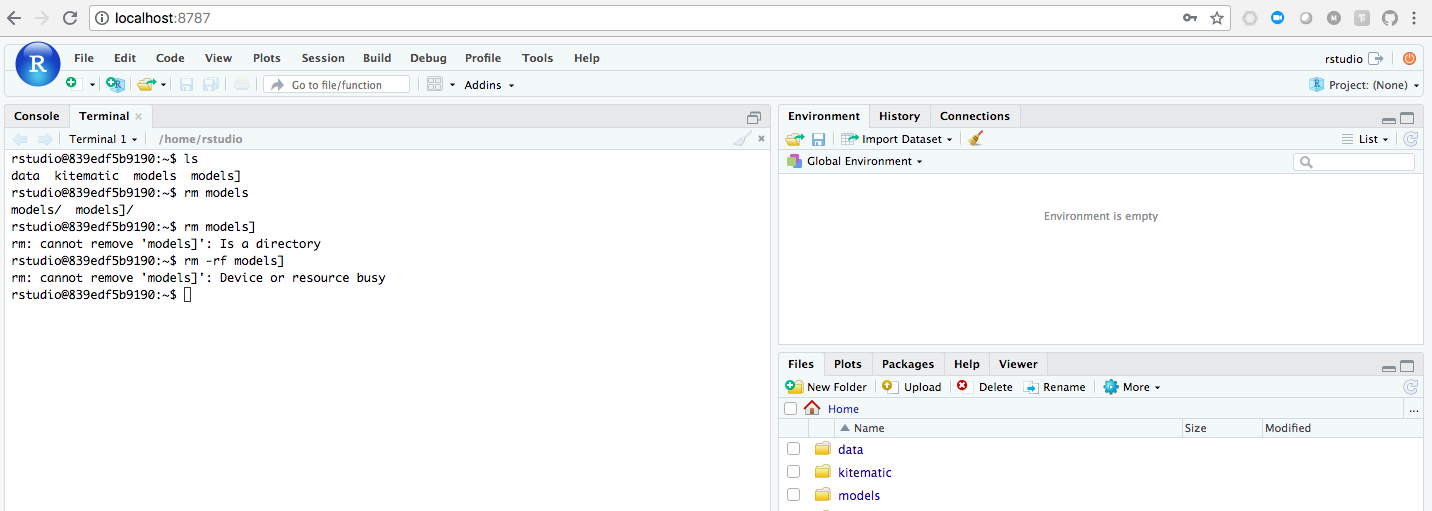 localhost:8787
R
File Edit Code View Plots Session Build Debug Profile Tools Help
rstudio
Go to file/function
Addins
Project: (None)
Console Terminal
Terminal 1 /home/rstudio
rstudio@839edf5b9190:~$ ls
data  kitematic  models  models]
rstudio@839edf5b9190:~$ rm models
models/  models]/
rstudio@839edf5b9190:~$ rm models]
rm: cannot remove 'models]': Is a directory
rstudio@839edf5b9190:~$ rm -rf models]
rm: cannot remove 'models]': Device or resource busy
rstudio@839edf5b9190:~$
Environment History Connections
Import Dataset
List
Global Environment
Environment is empty
Files Plots Packages Help Viewer
New Folder Upload Delete Rename More
Home
...
Name Size Modified
data
kitematic
models